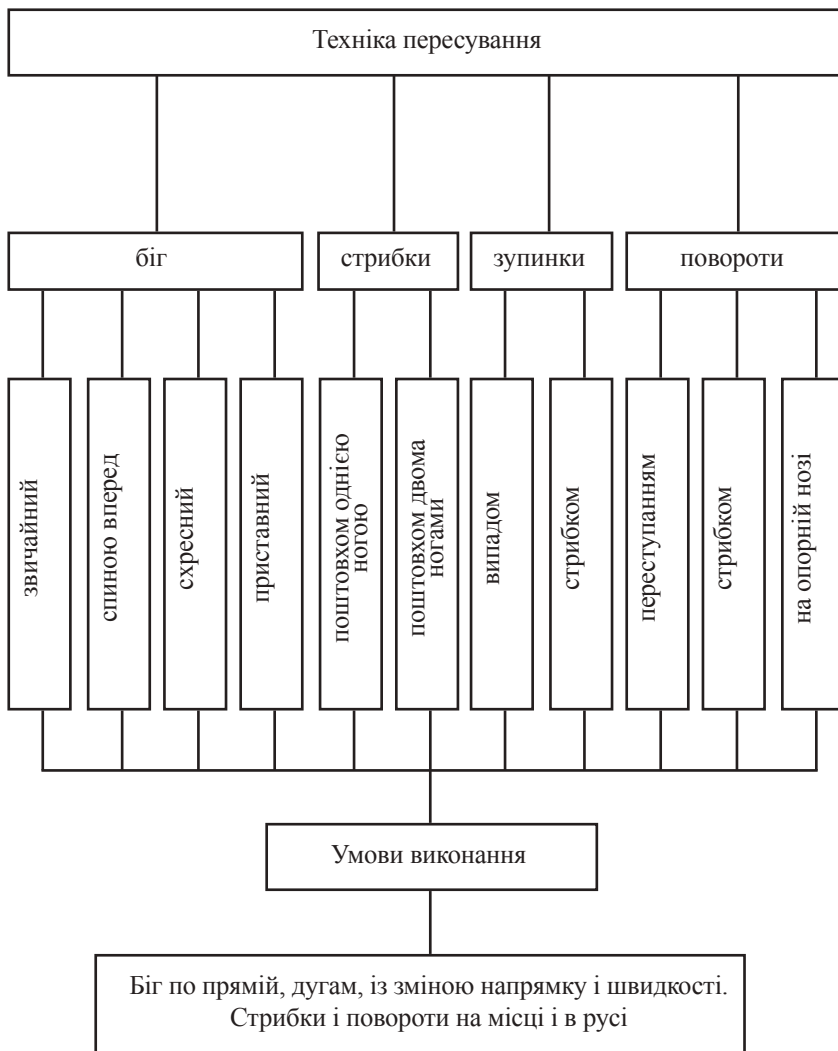 Техніка пересування
біг
стрибки
зупинки
повороти
звичайний
спиною вперед
схресний
приставний
поштовхом однією
ногою
поштовхом двома
ногами
випадом
стрибком
переступанням
стрибком
на опорній нозі
Умови виконання
Біг по прямій, дугам, із зміною напрямку і швидкості.
Стрибки і повороти на місці і в русі